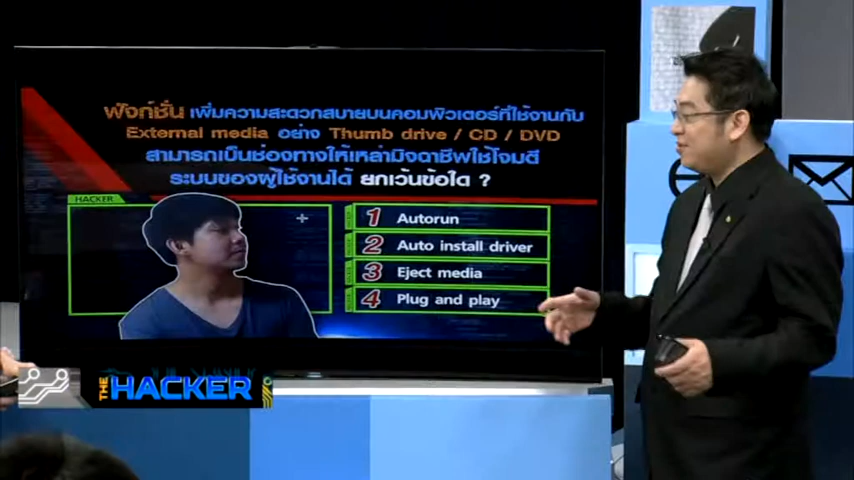 ฟังก์ชั่น เพิ่มความสะดวกสบายบนคอมพิวเตอร์ที่ใช้งานกับ
External media อย่าง Thumb drive / CD / DVD
สามารถเป็นช่องทางให้เหล่ามิจฉาชีพใช้โจมตี
ระบบของผู้ใช้งานได้ ยกเว้นข้อใด ?
HACKER
1 Autorun
2 Auto install driver
3 Eject media
4 Plug and play
THE HACKER